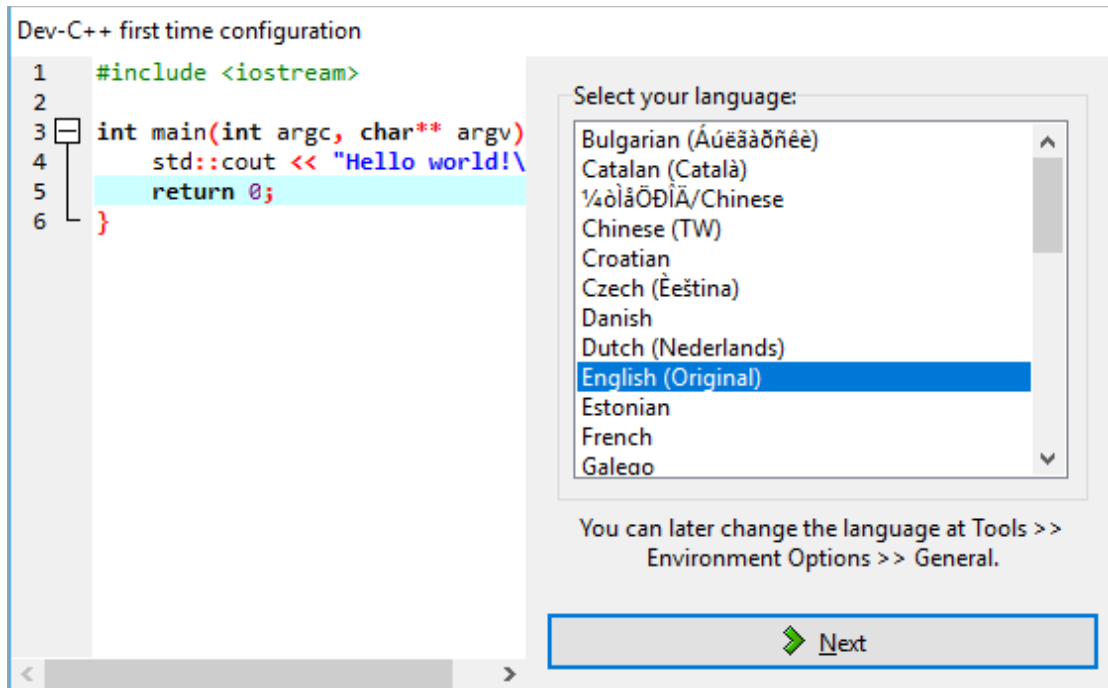 Dev-C++ first time configuration
1 #include <iostream>
2
3 int main(int argc, char** argv)
4 std::cout << "Hello world!\
5 return 0;
6 }
Select your language:
Bulgarian (Áúëãàðñêè)
Catalan (Català)
¼òÌåÖÐÎÄ/Chinese
Chinese (TW)
Croatian
Czech (Èeština)
Danish
Dutch (Nederlands)
English (Original)
Estonian
French
Galego
You can later change the language at Tools >>
Environment Options >> General.
Next